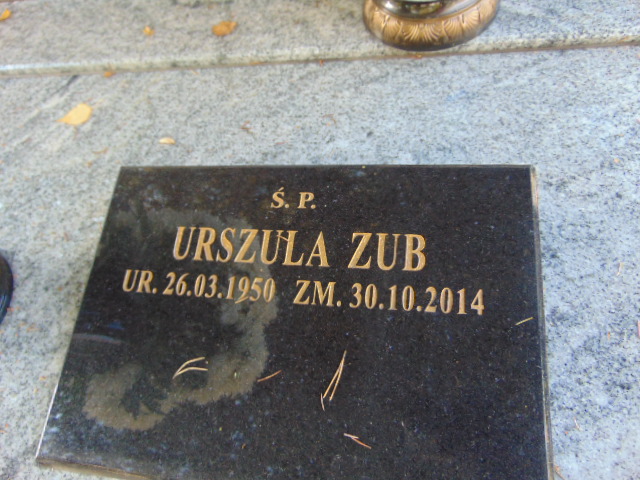 Ś. P.
URSZULA ZUB
UR. 26.03.1950 ZM. 30.10.2014